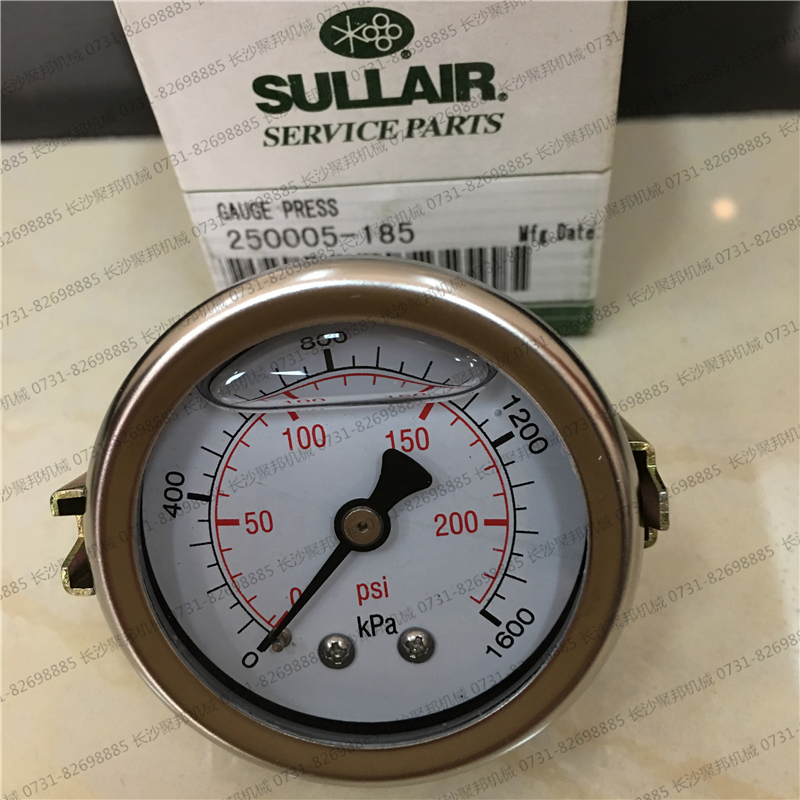 SULLAIR®
SERVICE PARTS
GAUGE PRESS
250005-185
Mfg.Date
800
100
150
1200
400
50
200
0
psi
kPa
0
1600
长沙聚邦机械 0731-82698885